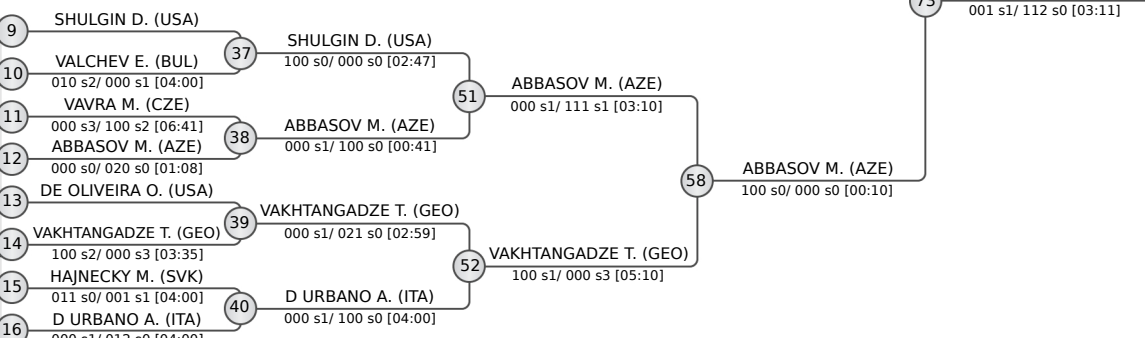 73
001 s1/ 112 s0 [03:11]
9
SHULGIN D. (USA)
37
SHULGIN D. (USA)
100 s0/ 000 s0 [02:47]
10
VALCHEV E. (BUL)
010 s2/ 000 s1 [04:00]
51
ABBASOV M. (AZE)
000 s1/ 111 s1 [03:10]
11
VAVRA M. (CZE)
000 s3/ 100 s2 [06:41]
38
ABBASOV M. (AZE)
000 s1/ 100 s0 [00:41]
12
ABBASOV M. (AZE)
000 s0/ 020 s0 [01:08]
58
ABBASOV M. (AZE)
100 s0/ 000 s0 [00:10]
13
DE OLIVEIRA O. (USA)
39
VAKHTANGADZE T. (GEO)
000 s1/ 021 s0 [02:59]
14
VAKHTANGADZE T. (GEO)
100 s2/ 000 s3 [03:35]
52
VAKHTANGADZE T. (GEO)
100 s1/ 000 s3 [05:10]
15
HAJNECKY M. (SVK)
011 s0/ 001 s1 [04:00]
40
D URBANO A. (ITA)
000 s1/ 100 s0 [04:00]
16
D URBANO A. (ITA)